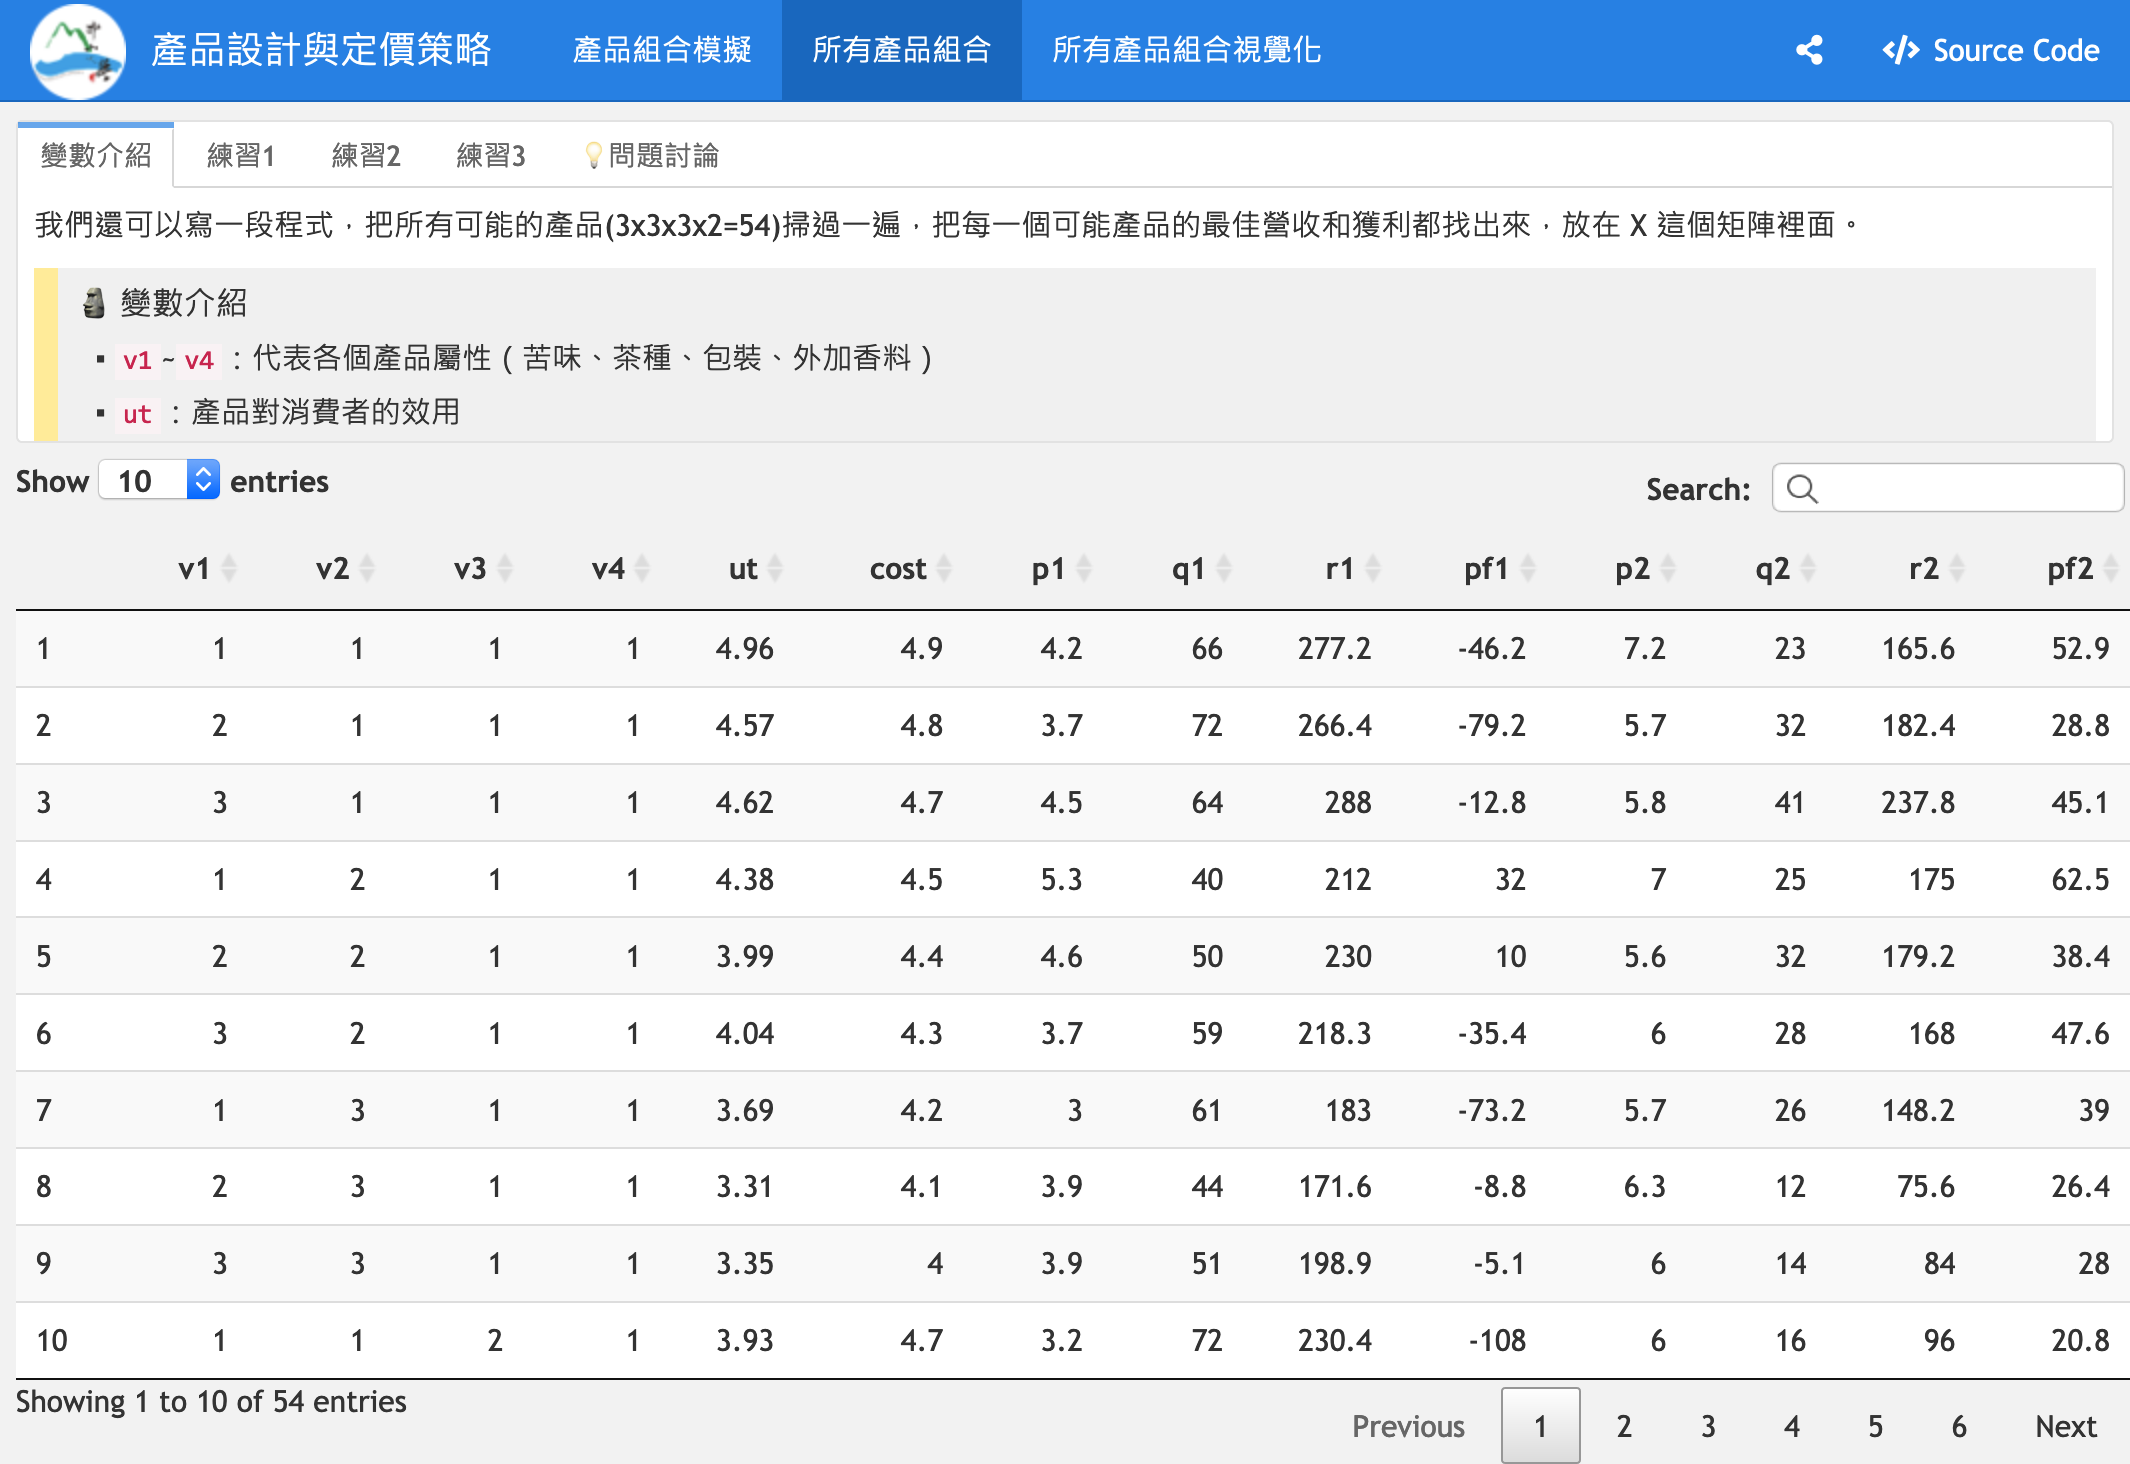 產品設計與定價策略 產品組合模擬 所有產品組合 所有產品組合視覺化 Source Code
變數介紹 練習1 練習2 練習3 💡問題討論
我們還可以寫一段程式，把所有可能的產品(3x3x3x2=54)掃過一遍，把每一個可能產品的最佳營收和獲利都找出來，放在 X 這個矩陣裡面。
🗿 變數介紹
▪ v1 ~ v4 ：代表各個產品屬性（苦味、茶種、包裝、外加香料）
▪ ut ：產品對消費者的效用
Show 10 entries Search:
v1 v2 v3 v4 ut cost p1 q1 r1 pf1 p2 q2 r2 pf2
1 1 1 1 1 4.96 4.9 4.2 66 277.2 -46.2 7.2 23 165.6 52.9
2 2 1 1 1 4.57 4.8 3.7 72 266.4 -79.2 5.7 32 182.4 28.8
3 3 1 1 1 4.62 4.7 4.5 64 288 -12.8 5.8 41 237.8 45.1
4 1 2 1 1 4.38 4.5 5.3 40 212 32 7 25 175 62.5
5 2 2 1 1 3.99 4.4 4.6 50 230 10 5.6 32 179.2 38.4
6 3 2 1 1 4.04 4.3 3.7 59 218.3 -35.4 6 28 168 47.6
7 1 3 1 1 3.69 4.2 3 61 183 -73.2 5.7 26 148.2 39
8 2 3 1 1 3.31 4.1 3.9 44 171.6 -8.8 6.3 12 75.6 26.4
9 3 3 1 1 3.35 4 3.9 51 198.9 -5.1 6 14 84 28
10 1 1 2 1 3.93 4.7 3.2 72 230.4 -108 6 16 96 20.8
Showing 1 to 10 of 54 entries
Previous 1 2 3 4 5 6 Next